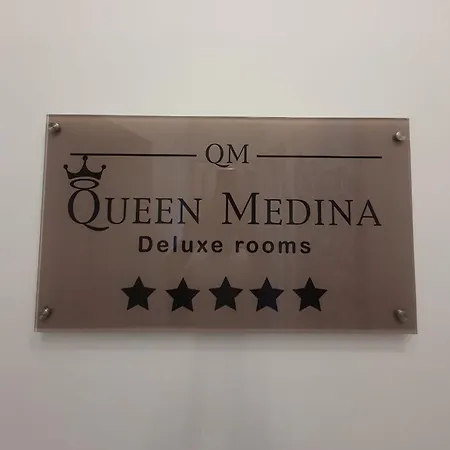 QM
QUEEN MEDINA
Deluxe rooms